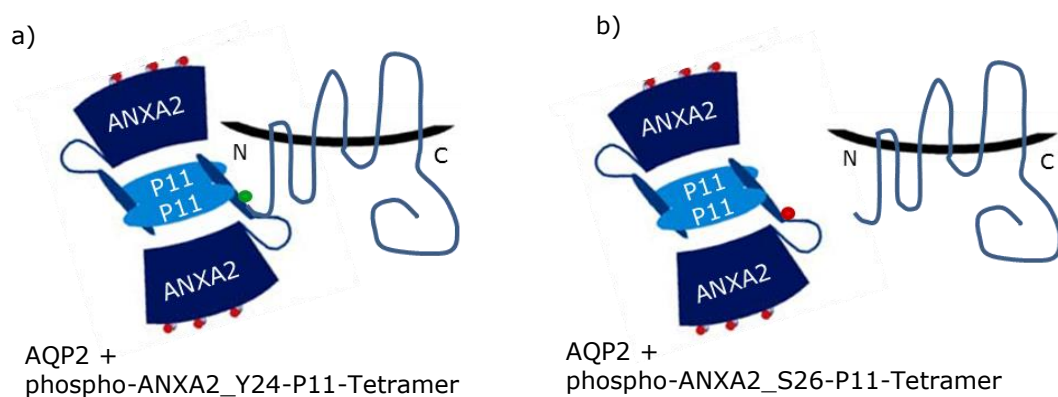 a)
ANXA2
P11
P11
ANXA2
N
C
AQP2 +
phospho-ANXA2_Y24-P11-Tetramer
b)
ANXA2
P11
P11
ANXA2
N
C
AQP2 +
phospho-ANXA2_S26-P11-Tetramer